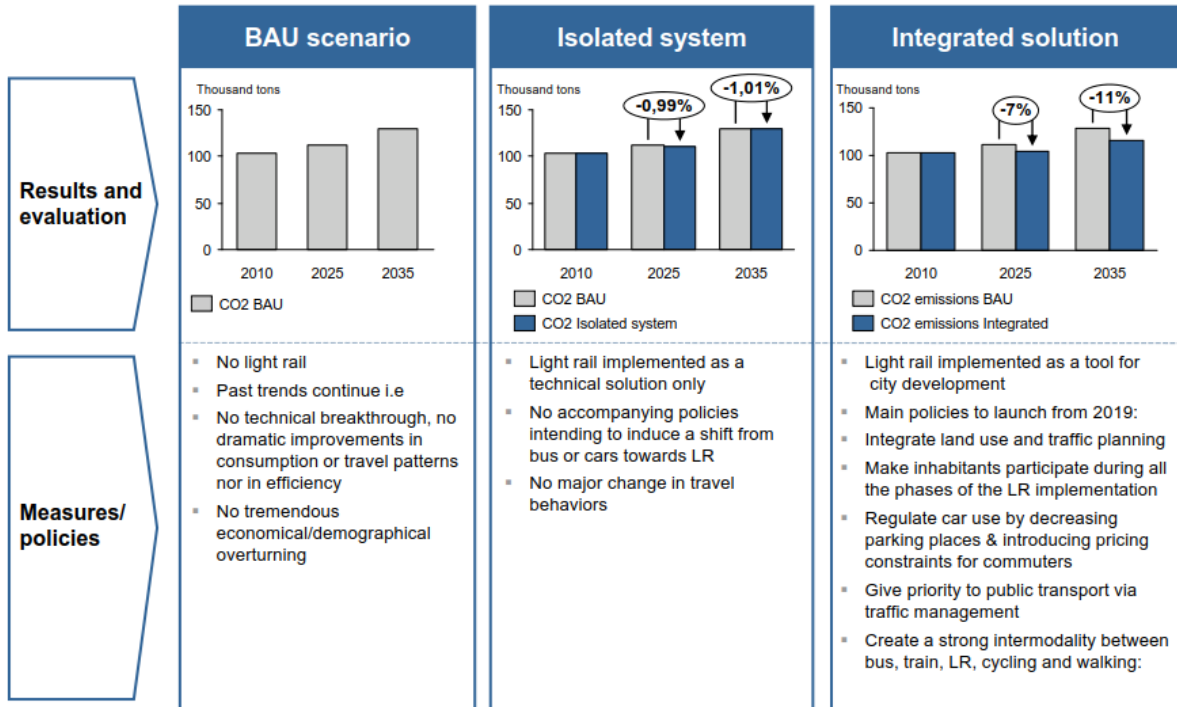 BAU scenario
Isolated system
Integrated solution
Results and
evaluation
Thousand tons
150
100
50
0
2010
2025
2035
CO2 BAU
Thousand tons
-0,99%
-1,01%
150
100
50
0
2010
2025
2035
CO2 BAU
CO2 Isolated system
Thousand tons
-7%
-11%
150
100
50
0
2010
2025
2035
CO2 emissions BAU
CO2 emissions Integrated
Measures/
policies
No light rail
Past trends continue i.e
No technical breakthrough, no
dramatic improvements in
consumption or travel patterns
nor in efficiency
No tremendous
economical/demographical
overturning
Light rail implemented as a
technical solution only
No accompanying policies
intending to induce a shift from
bus or cars towards LR
No major change in travel
behaviors
Light rail implemented as a tool for
city development
Main policies to launch from 2019:
Integrate land use and traffic planning
Make inhabitants participate during all
the phases of the LR implementation
Regulate car use by decreasing
parking places & introducing pricing
constraints for commuters
Give priority to public transport via
traffic management
Create a strong intermodality between
bus, train, LR, cycling and walking: